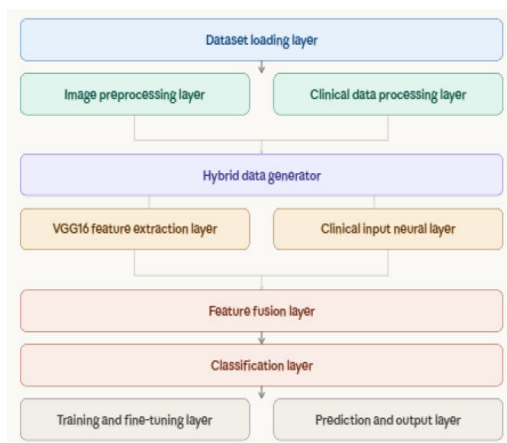 Dataset loading layer
Image preprocessing layer
Clinical data processing layer
Hybrid data generator
VGG16 feature extraction layer
Clinical input neural layer
Feature fusion layer
Classification layer
Training and fine-tuning layer
Prediction and output layer